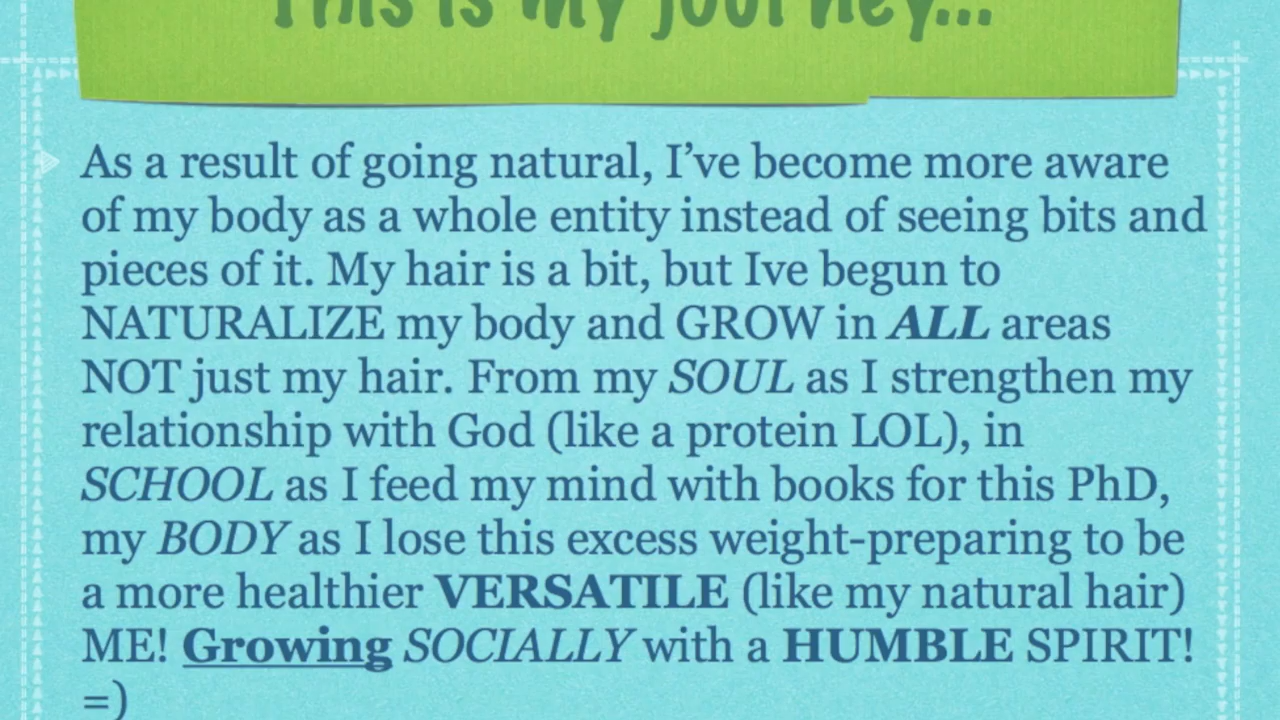 This is my journey...
As a result of going natural, I’ve become more aware
of my body as a whole entity instead of seeing bits and
pieces of it. My hair is a bit, but Ive begun to
NATURALIZE my body and GROW in ALL areas
NOT just my hair. From my SOUL as I strengthen my
relationship with God (like a protein LOL), in
SCHOOL as I feed my mind with books for this PhD,
my BODY as I lose this excess weight-preparing to be
a more healthier VERSATILE (like my natural hair)
ME! Growing SOCIALLY with a HUMBLE SPIRIT!
=)